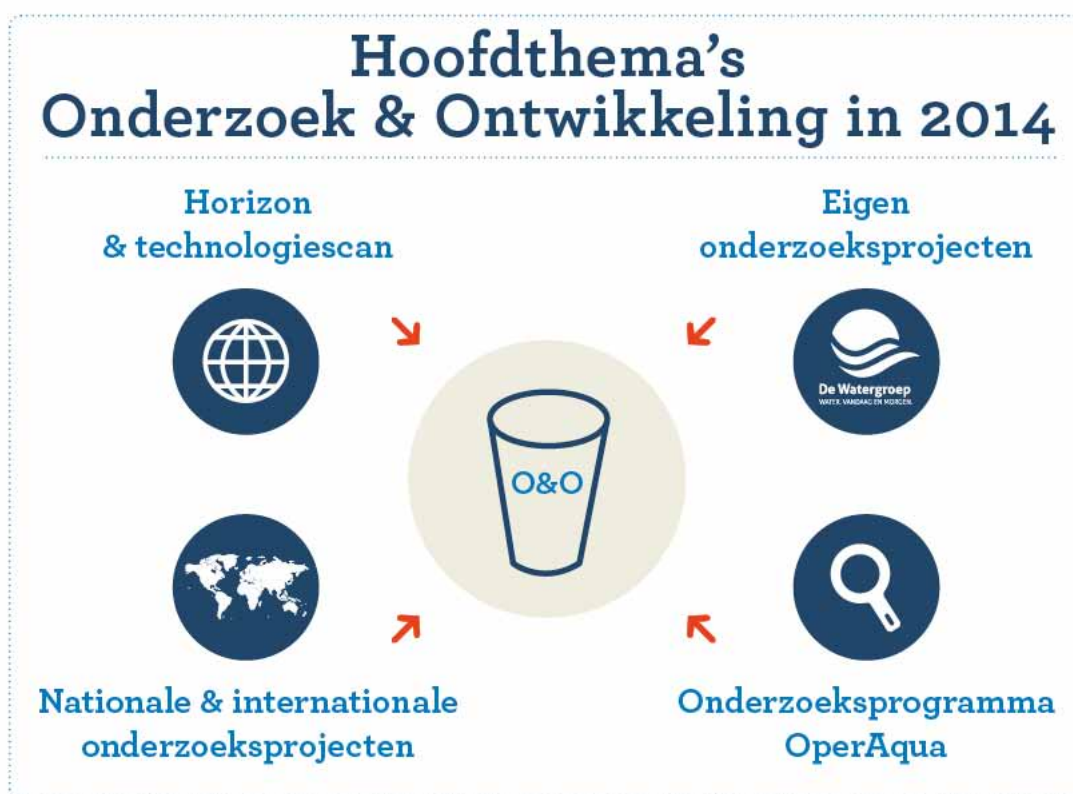 Hoofdthema's
Onderzoek & Ontwikkeling in 2014
Horizon
& technologiescan
Eigen
onderzoeksprojecten
De Watergroep
WATER. VANDAAG EN MORGEN.
O&O
Nationale & internationale
onderzoeksprojecten
Onderzoeksprogramma
OperAqua